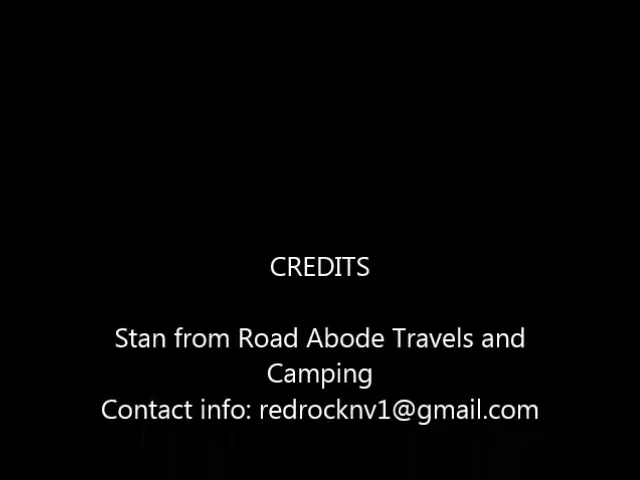 CREDITS
Stan from Road Abode Travels and
Camping
Contact info: redrocknv1@gmail.com